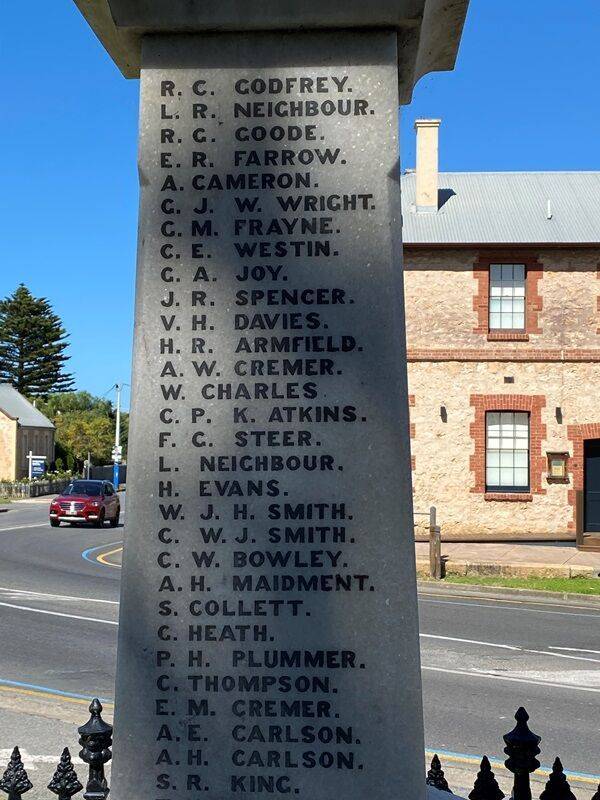 R. C. GODFREY.
L. R. NEIGHBOUR.
R. G. GOODE.
E. R. FARROW.
A. CAMERON.
G. J. W. WRIGHT.
G. M. FRAYNE.
C. E. WESTIN.
G. A. JOY.
J. R. SPENCER.
V. H. DAVIES.
H. R. ARMFIELD.
A. W. CREMER.
W. CHARLES
C. P. K. ATKINS.
F. G. STEER.
L. NEIGHBOUR.
H. EVANS.
W. J. H. SMITH.
C. W. J. SMITH.
C. W. BOWLEY.
A. H. MAIDMENT.
S. COLLETT.
G. HEATH.
P. H. PLUMMER.
C. THOMPSON.
E. M. CREMER.
A. E. CARLSON.
A. H. CARLSON.
S. R. KING.